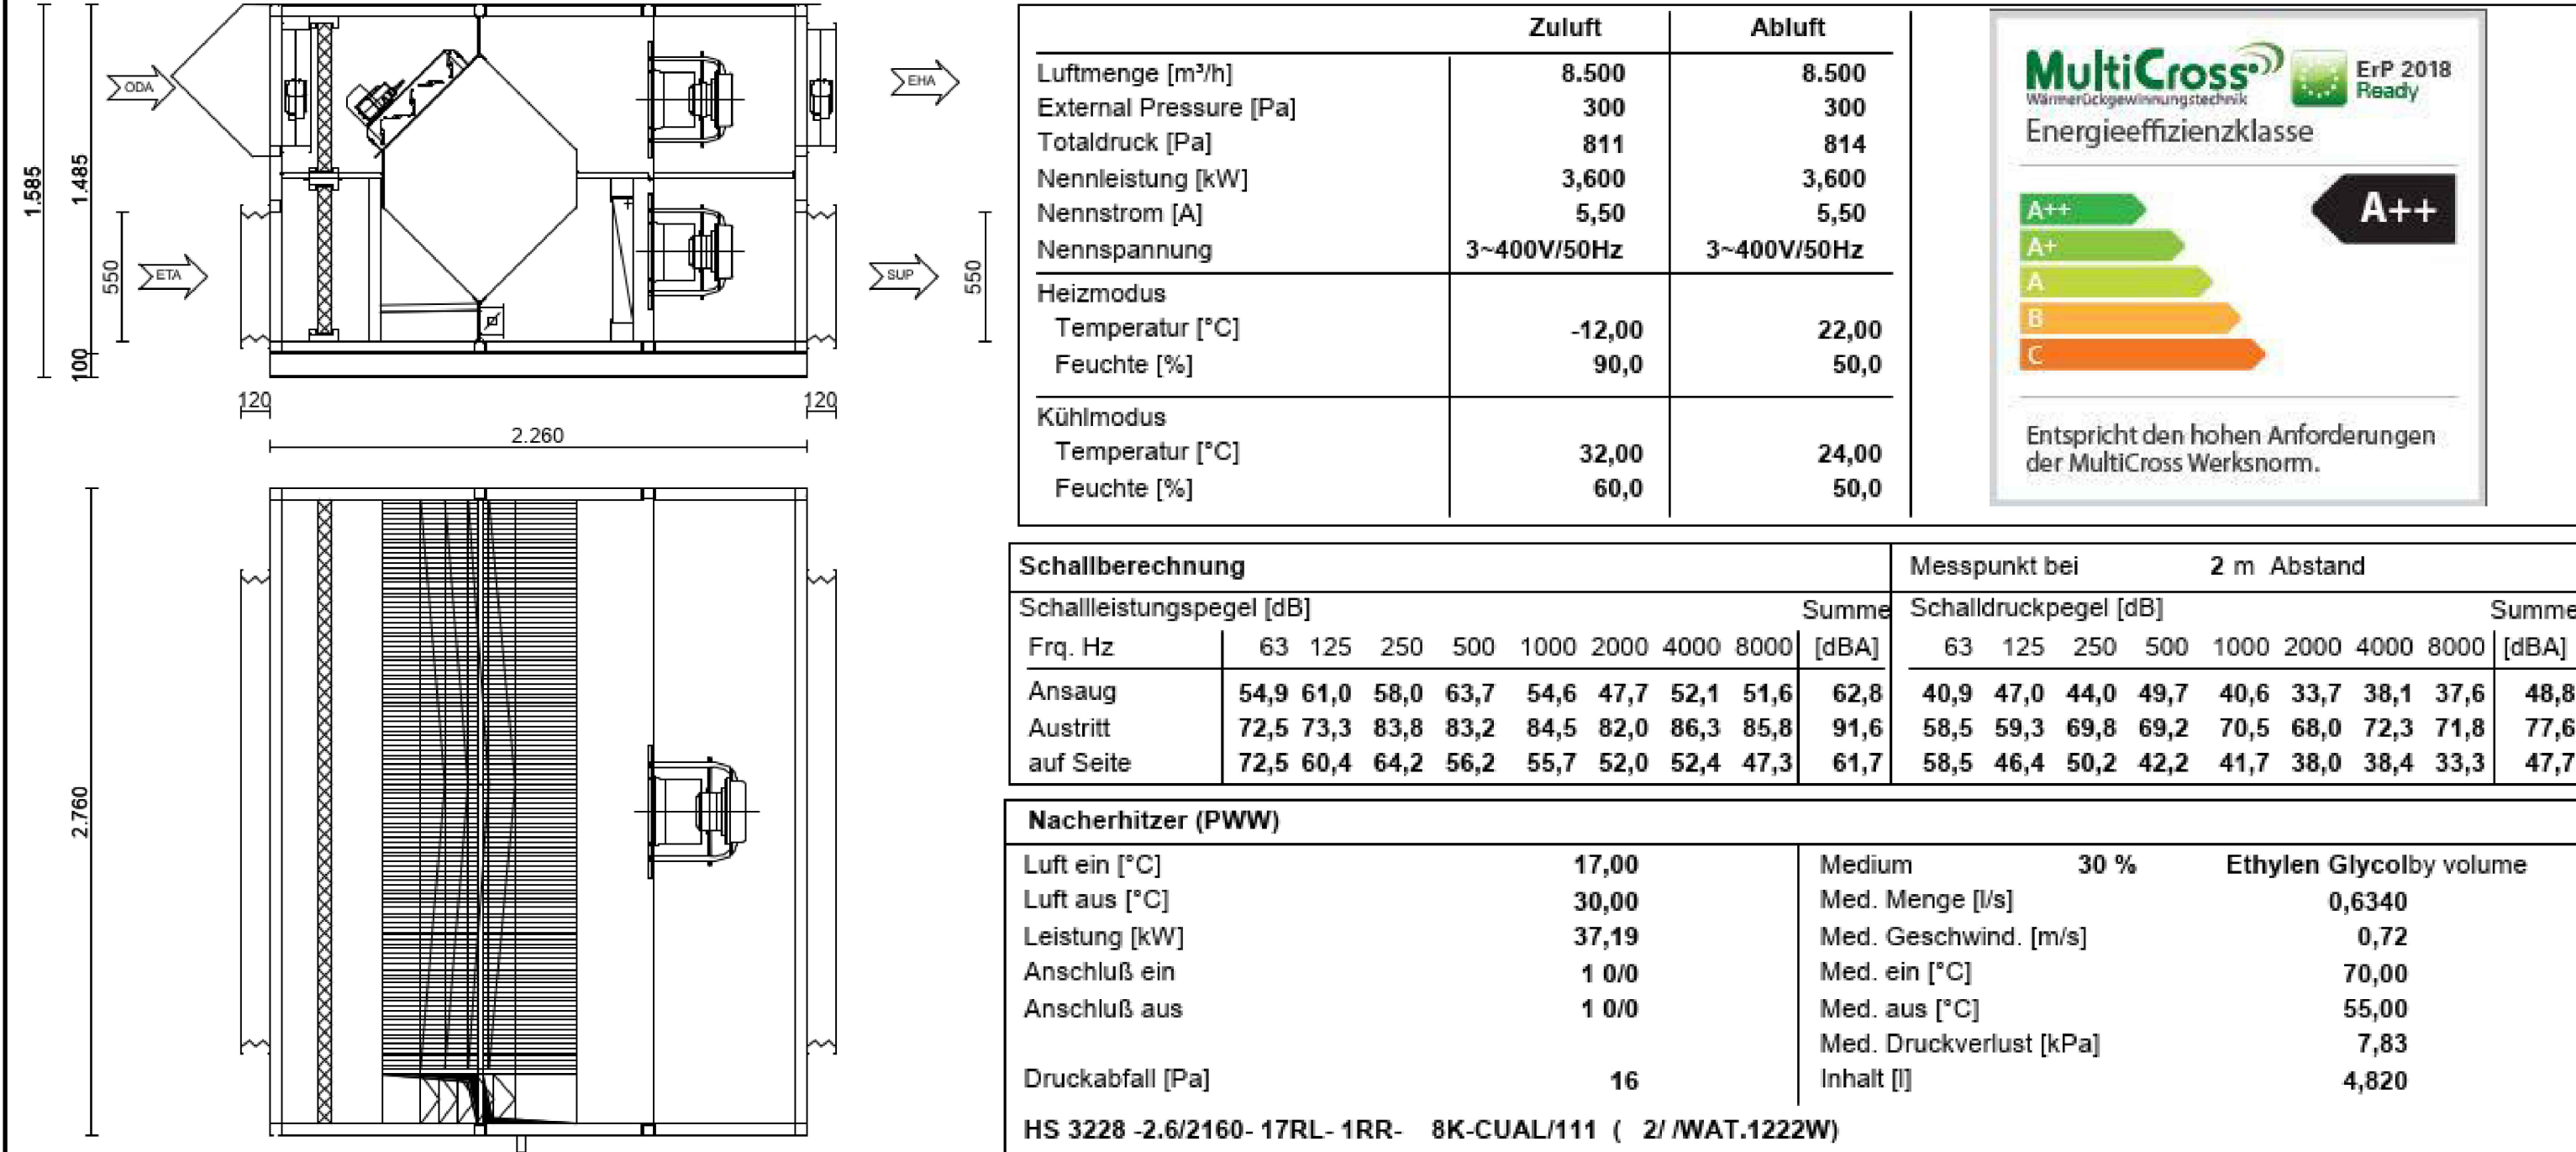 1.585
1.485
100
550
ODA
EHA
ETA
SUP
550
120
120
2.260
2.760
Zuluft Abluft
Luftmenge [m³/h] 8.500 8.500
External Pressure [Pa] 300 300
Totaldruck [Pa] 811 814
Nennleistung [kW] 3,600 3,600
Nennstrom [A] 5,50 5,50
Nennspannung 3~400V/50Hz 3~400V/50Hz
Heizmodus
Temperatur [°C] -12,00 22,00
Feuchte [%] 90,0 50,0
Kühlmodus
Temperatur [°C] 32,00 24,00
Feuchte [%] 60,0 50,0
MultiCross
Wärmerückgewinnungstechnik
ErP 2018
Ready
Energieeffizienzklasse
A++
A++
A+
A
B
C
Entspricht den hohen Anforderungen
der MultiCross Werksnorm.
Schallberechnung
Schallleistungspegel [dB] Summe
Frq. Hz 63 125 250 500 1000 2000 4000 8000 [dBA]
Ansaug 54,9 61,0 58,0 63,7 54,6 47,7 52,1 51,6 62,8
Austritt 72,5 73,3 83,8 83,2 84,5 82,0 86,3 85,8 91,6
auf Seite 72,5 60,4 64,2 56,2 55,7 52,0 52,4 47,3 61,7
Messpunkt bei 2 m Abstand
Schalldruckpegel [dB] Summe
63 125 250 500 1000 2000 4000 8000 [dBA]
40,9 47,0 44,0 49,7 40,6 33,7 38,1 37,6 48,8
58,5 59,3 69,8 69,2 70,5 68,0 72,3 71,8 77,6
58,5 46,4 50,2 42,2 41,7 38,0 38,4 33,3 47,7
Nacherhitzer (PWW)
Luft ein [°C] 17,00
Luft aus [°C] 30,00
Leistung [kW] 37,19
Anschluß ein 1 0/0
Anschluß aus 1 0/0
Druckabfall [Pa] 16
Medium 30 % Ethylen Glycolby volume
Med. Menge [l/s] 0,6340
Med. Geschwind. [m/s] 0,72
Med. ein [°C] 70,00
Med. aus [°C] 55,00
Med. Druckverlust [kPa] 7,83
Inhalt [l] 4,820
HS 3228 -2.6/2160- 17RL- 1RR- 8K-CUAL/111 ( 2/ /WAT.1222W)